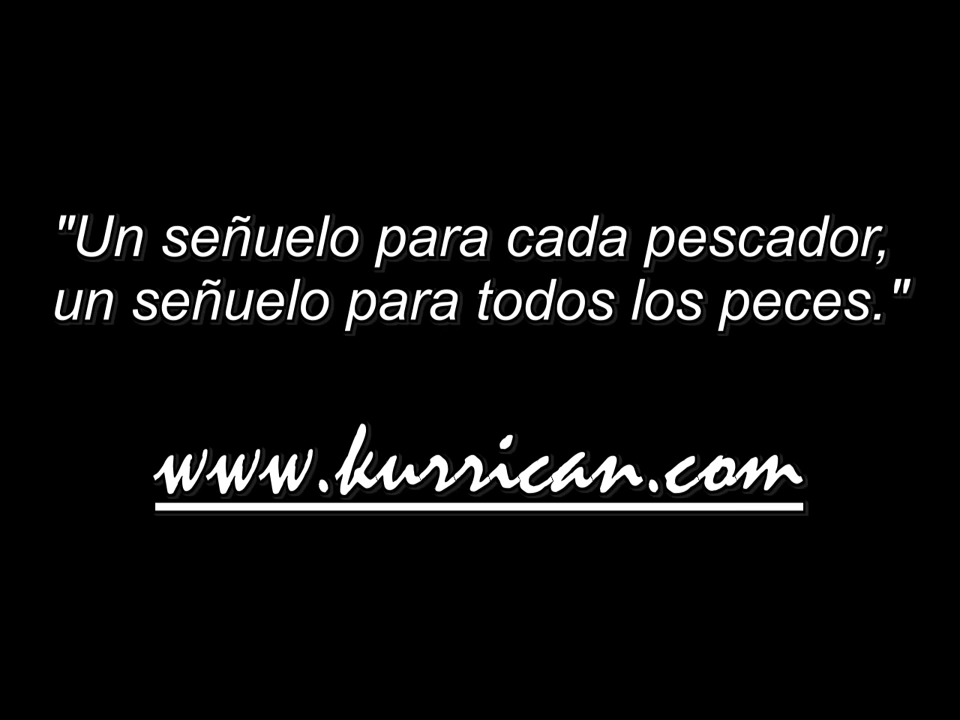 "Un señuelo para cada pescador,
un señuelo para todos los peces."
www.kurrican.com